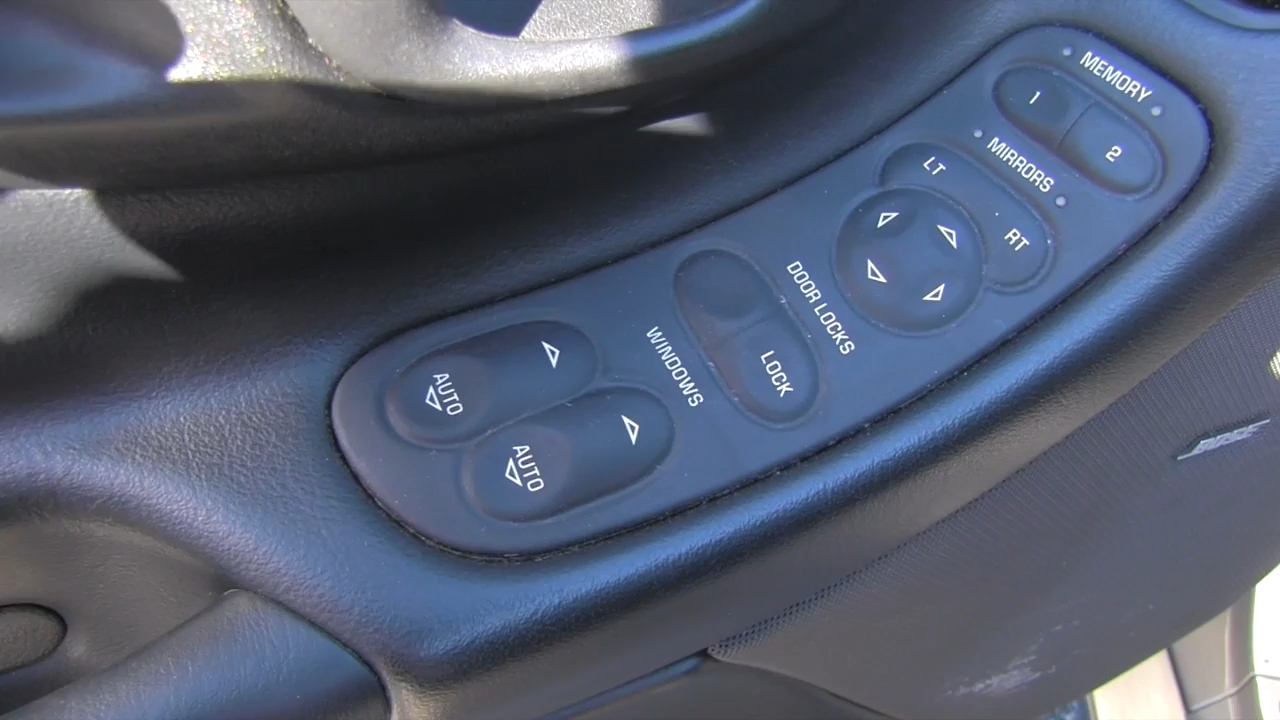 MEMORY
1
2
MIRRORS
LT
RT
DOOR LOCKS
LOCK
WINDOWS
AUTO
AUTO